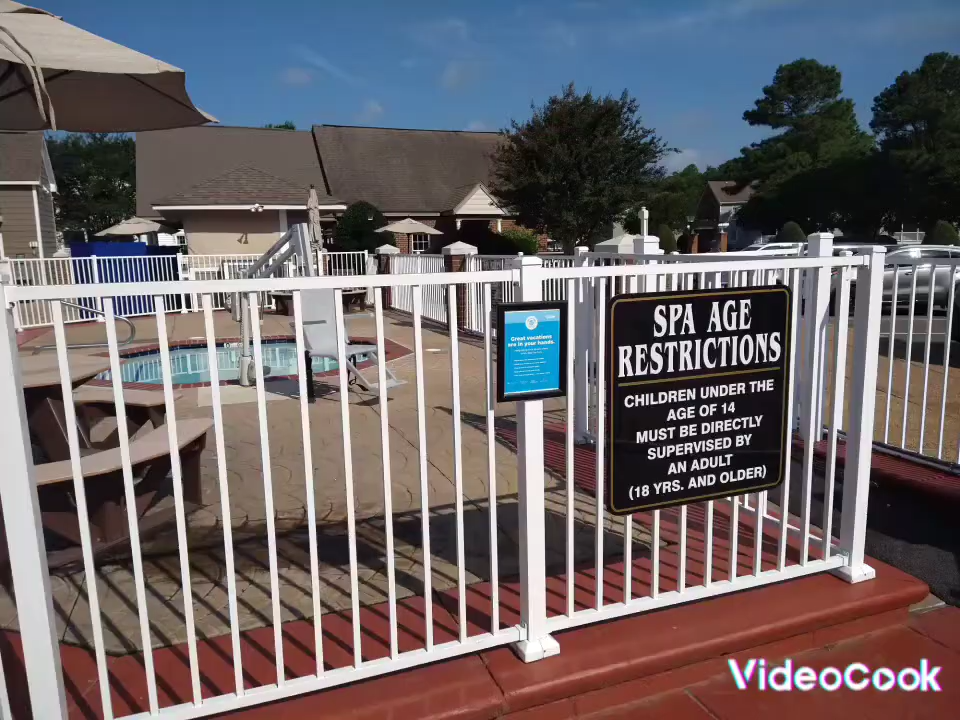 Great vacations
are in your hands.
SPA AGE
RESTRICTIONS
CHILDREN UNDER THE
AGE OF 14
MUST BE DIRECTLY
SUPERVISED BY
AN ADULT
(18 YRS. AND OLDER)
VideoCook